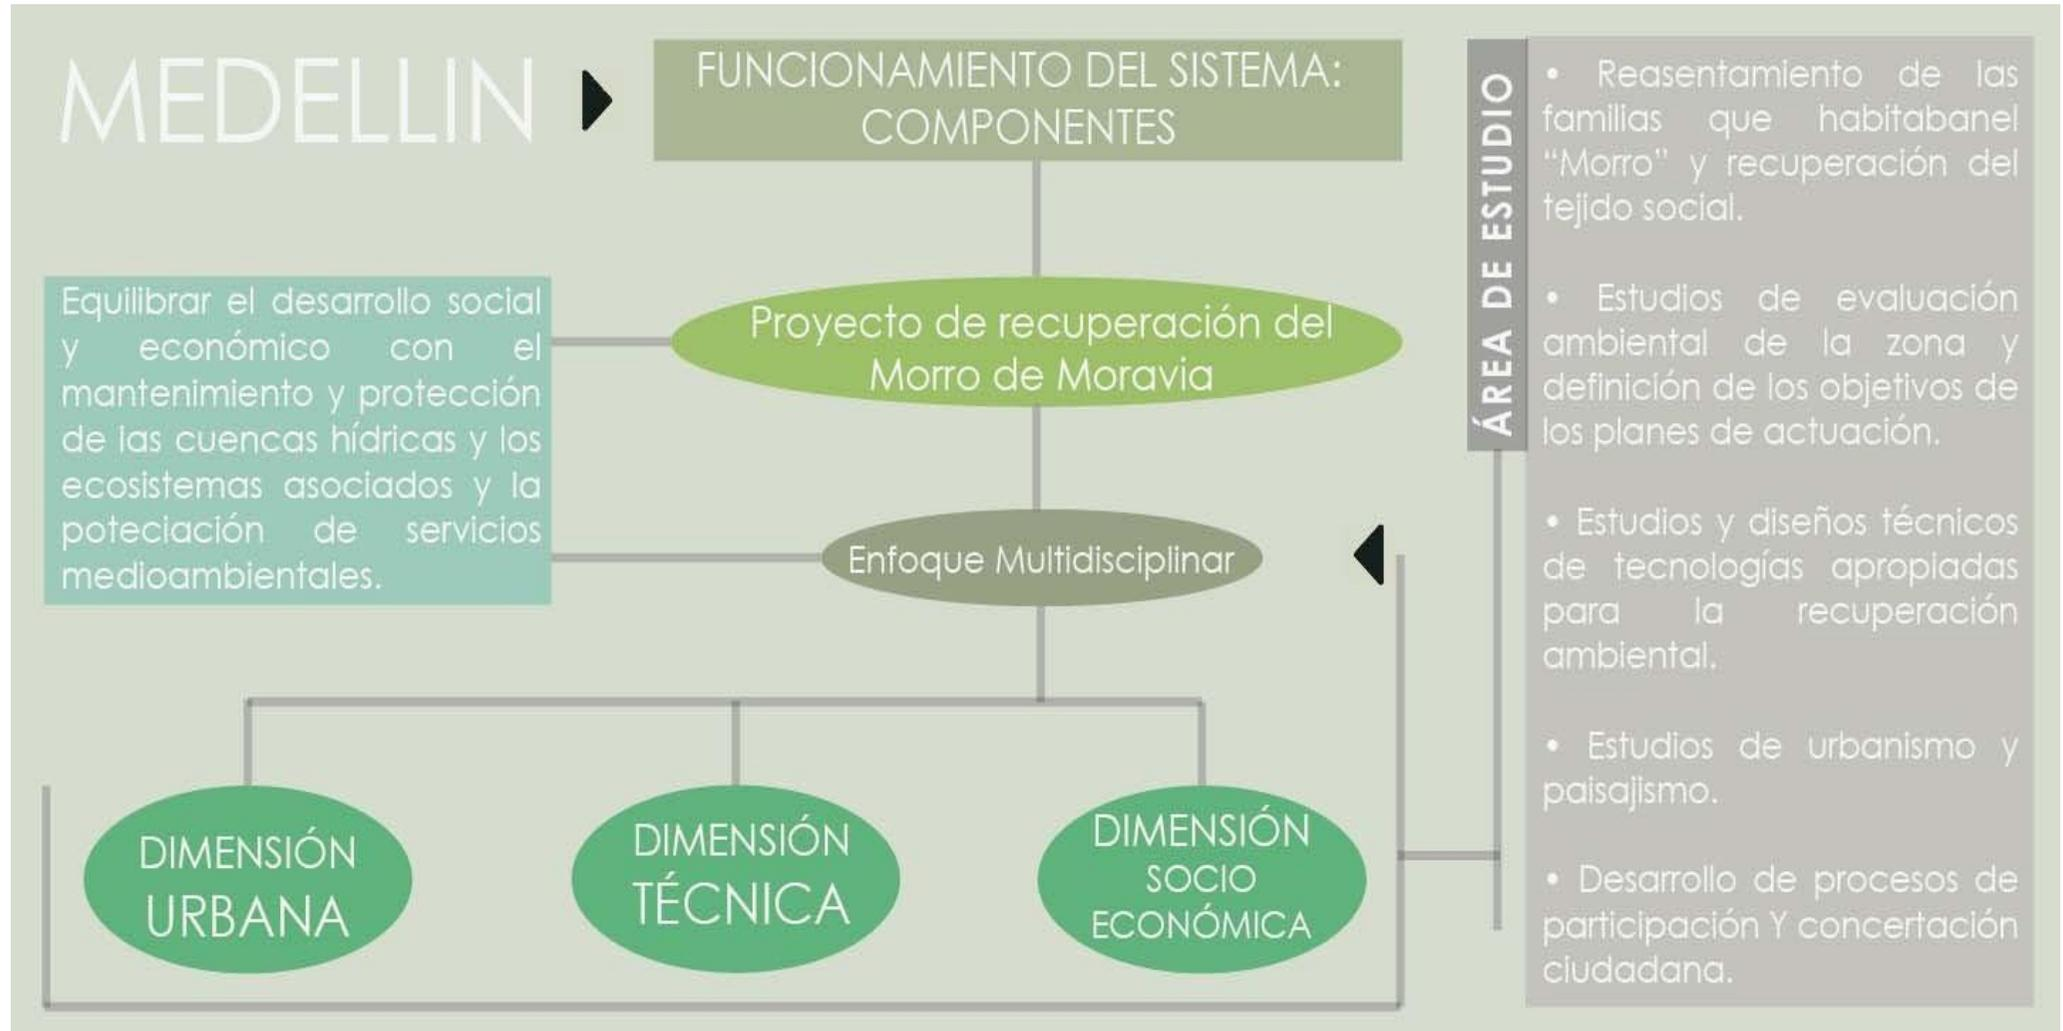 MEDELLIN
FUNCIONAMIENTO DEL SISTEMA:
COMPONENTES
Equilibrar el desarrollo social
y económico con el
mantenimiento y protección
de las cuencas hídricas y los
ecosistemas asociados y la
poteciación de servicios
medioambientales.
Proyecto de recuperación del
Morro de Moravia
Enfoque Multidisciplinar
DIMENSIÓN
URBANA
DIMENSIÓN
TÉCNICA
DIMENSIÓN
SOCIO
ECONÓMICA
ÁREA DE ESTUDIO
• Reasentamiento de las
familias que habitabanel
“Morro” y recuperación del
tejido social.
• Estudios de evaluación
ambiental de la zona y
definición de los objetivos de
los planes de actuación.
• Estudios y diseños técnicos
de tecnologías apropiadas
para la recuperación
ambiental.
• Estudios de urbanismo y
paisajismo.
• Desarrollo de procesos de
participación Y concertación
ciudadana.